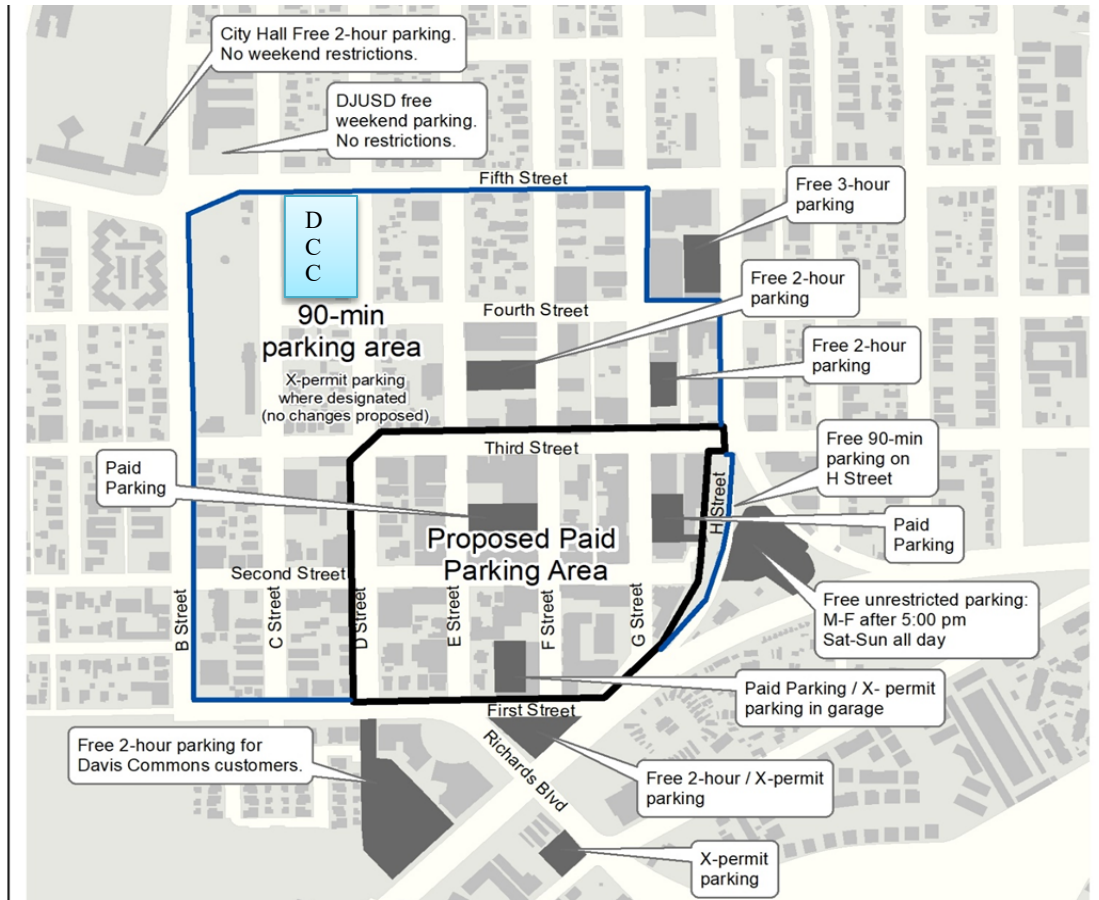 City Hall Free 2-hour parking.
No weekend restrictions.
DJUSD free
weekend parking.
No restrictions.
Fifth Street
Free 3-hour
parking
D
C
C
Free 2-hour
parking
Fourth Street
90-min
parking area
X-permit parking
where designated
(no changes proposed)
Free 2-hour
parking
Third Street
Free 90-min
parking on
H Street
Paid
Parking
H Street
Paid
Parking
Proposed Paid
Parking Area
Second Street
B Street
C Street
D Street
E Street
F Street
G Street
Free unrestricted parking:
M-F after 5:00 pm
Sat-Sun all day
Paid Parking / X- permit
parking in garage
First Street
Free 2-hour parking for
Davis Commons customers.
Richards Blvd
Free 2-hour / X-permit
parking
X-permit
parking